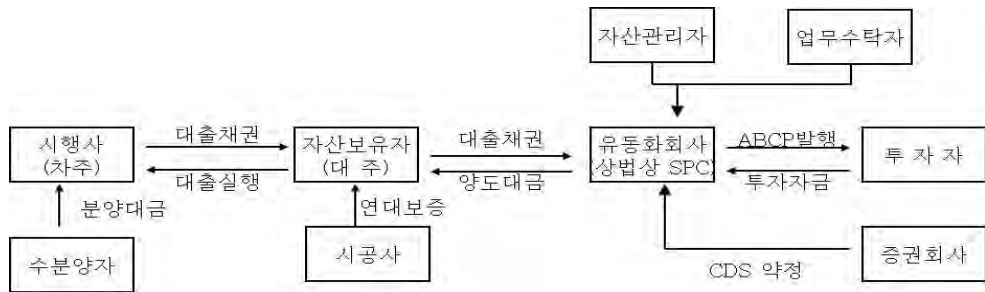 자산관리자
업무수탁자
시행사
(차주)
대출채권
대출실행
자산보유자
(대 주)
대출채권
양도대금
유동화회사
(상법상 SPC)
ABCP발행
투자자금
투 자 자
분양대금
연대보증
수분양자
시공사
CDS 약정
증권회사